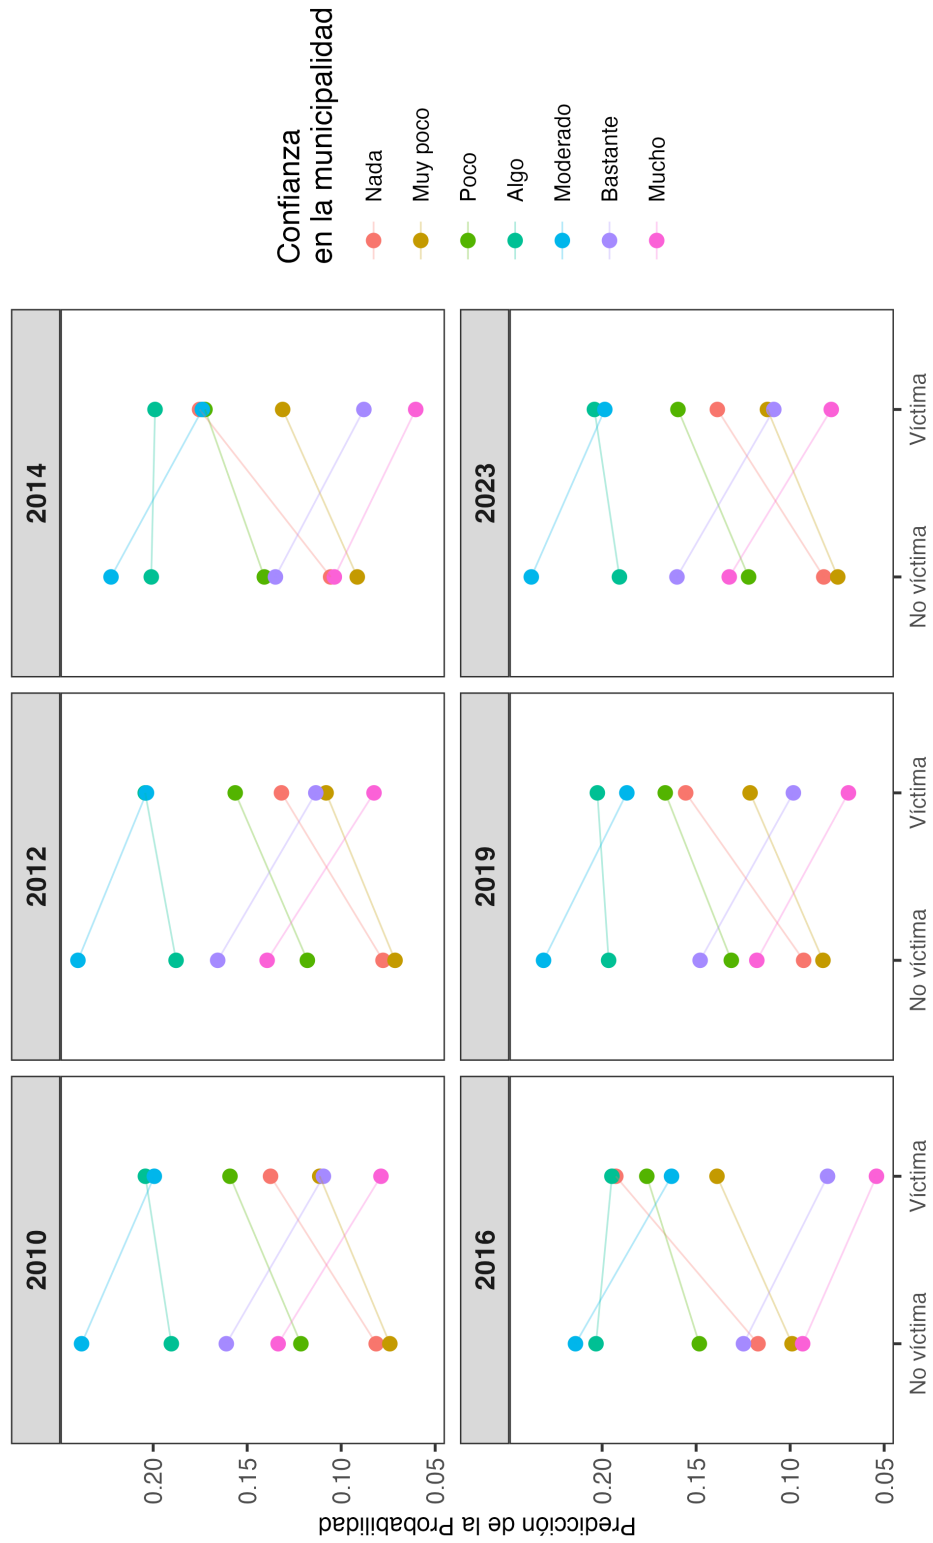 2010
2012
2014
2016
2019
2023
Predicción de la Probabilidad
0.20
0.15
0.10
0.05
0.20
0.15
0.10
0.05
No víctima
Víctima
No víctima
Víctima
No víctima
Víctima
Confianza
en la municipalidad
Nada
Muy poco
Poco
Algo
Moderado
Bastante
Mucho